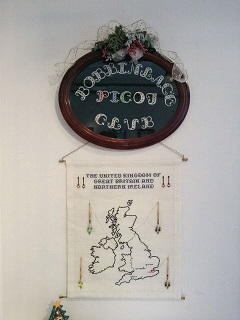 BOBBINLACE
PICOT
CLUB
THE UNITED KINGDOM OF
GREAT BRITAIN AND
NORTHERN IRELAND